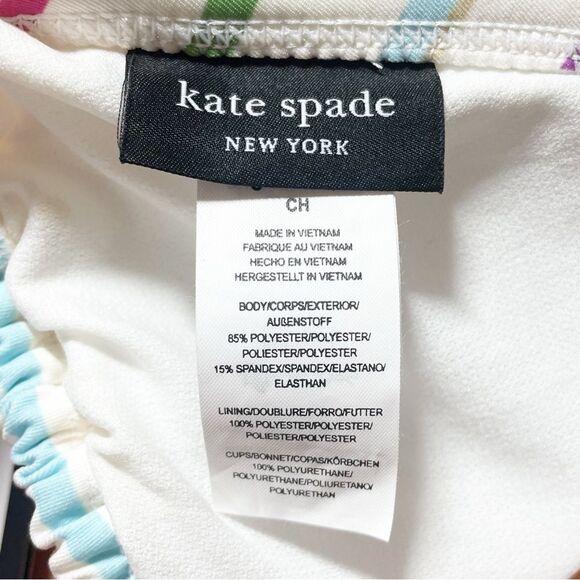 kate spade
NEW YORK
CH
MADE IN VIETNAM
FABRIQUE AU VIETNAM
HECHO EN VIETNAM
HERGESTELLT IN VIETNAM
BODY/CORPS/EXTERIOR/
AUßENSTOFF
85% POLYESTER/POLYESTER/
POLIESTER/POLYESTER
15% SPANDEX/SPANDEX/ELASTANO/
ELASTHAN
LINING/DOUBLURE/FORRO/FUTTER
100% POLYESTER/POLYESTER/
POLIESTER/POLYESTER
CUPS/BONNET/COPAS/KÖRBCHEN
100% POLYURETHANE/
POLYURETHANE/POLIURETANO/
POLYURETHAN